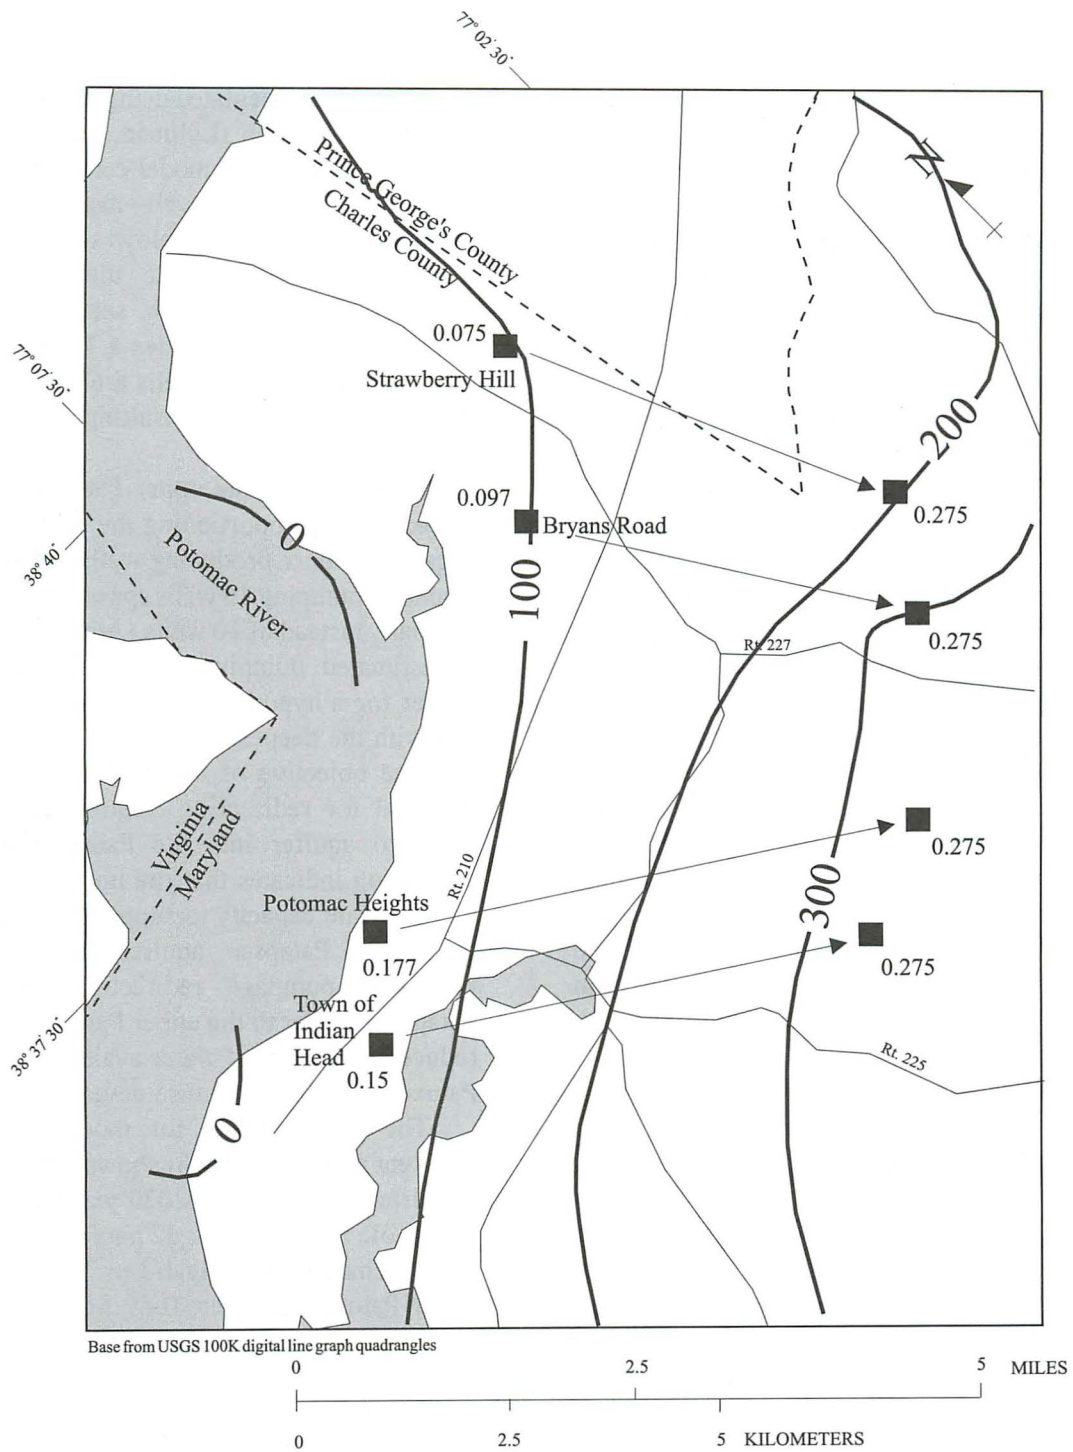 77° 02' 30"
N
Prince George's County
Charles County
0.075
Strawberry Hill
77° 07' 30"
200
0.097
Bryans Road
0.275
0
38° 40'
Potomac River
100
0.275
Rt. 227
Virginia
Maryland
0.275
Rt. 210
300
Potomac Heights
0.177
0.275
Town of
Indian
Head
0.15
38° 37' 30"
Rt. 225
0
Base from USGS 100K digital line graph quadrangles
0 2.5 5 MILES
0 2.5 5 KILOMETERS